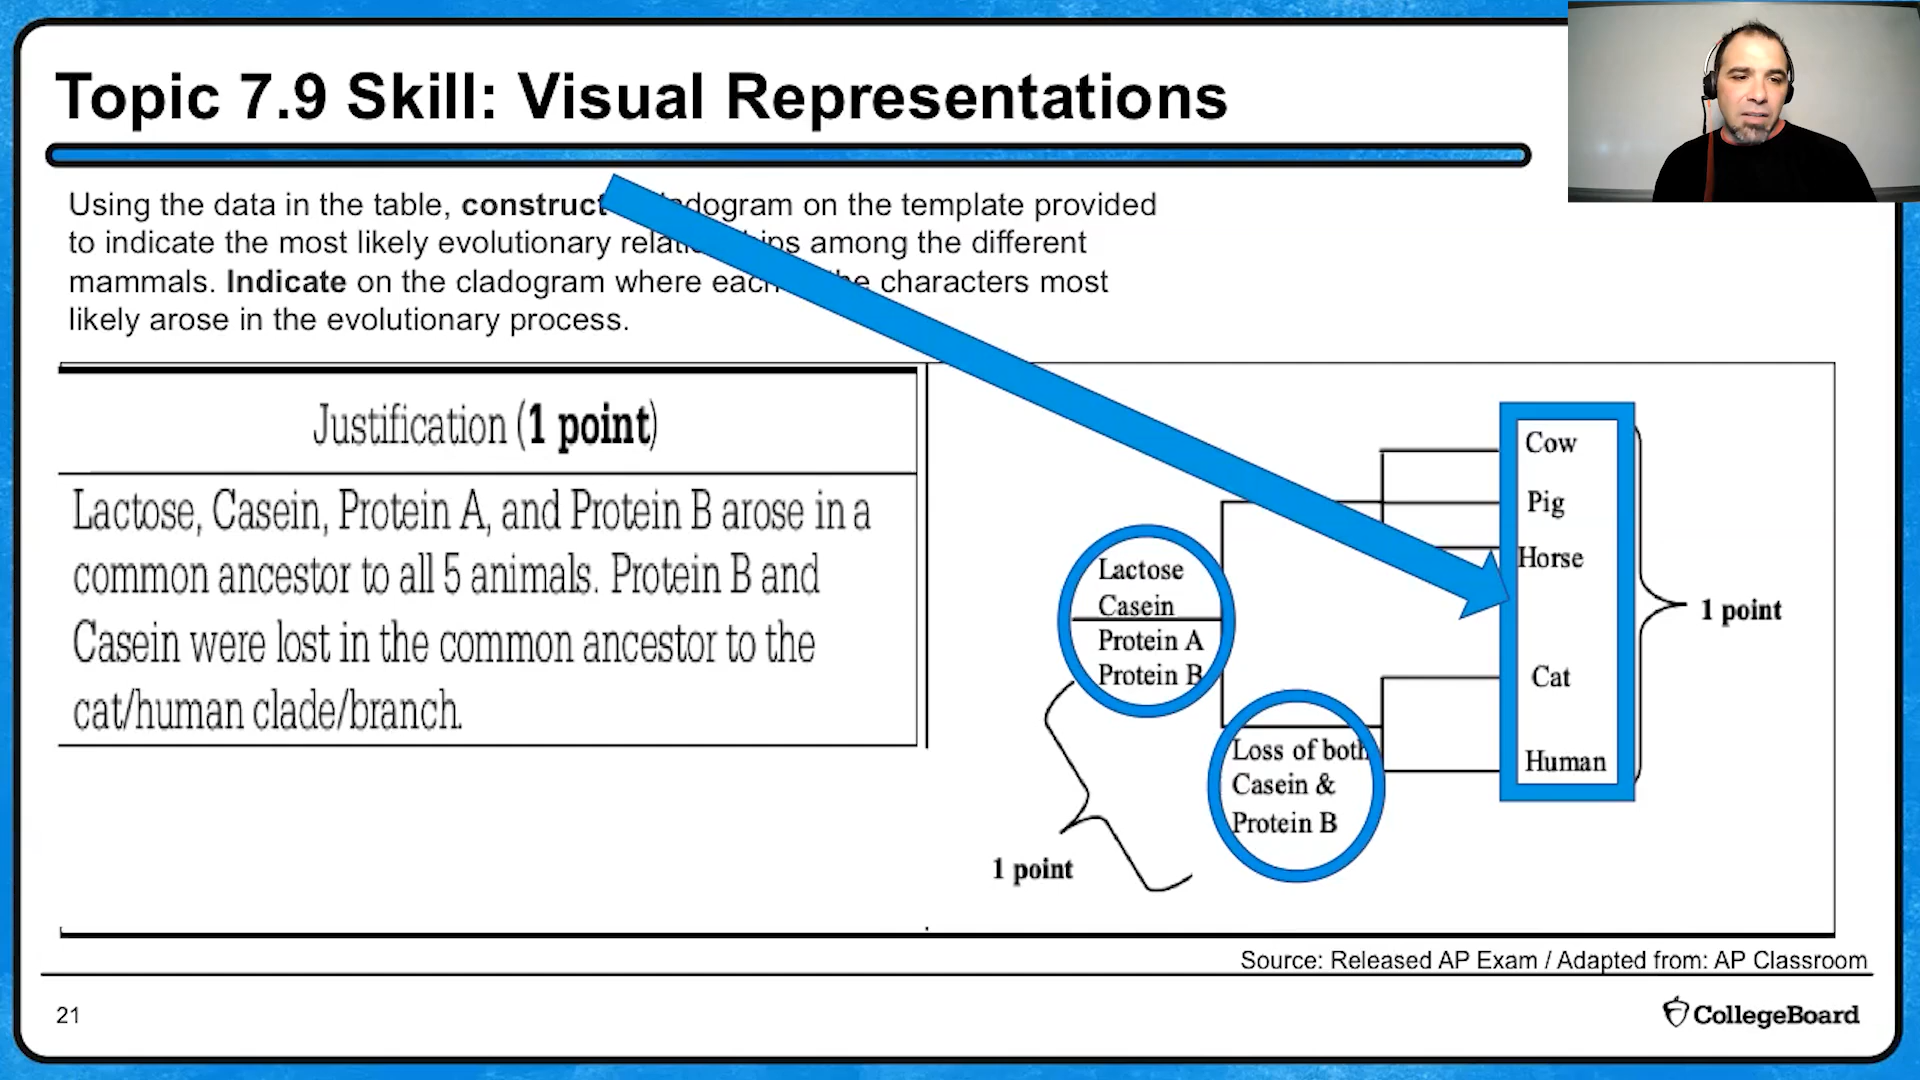 Topic 7.9 Skill: Visual Representations
Using the data in the table, construct cladogram on the template provided
to indicate the most likely evolutionary relationships among the different
mammals. Indicate on the cladogram where each the characters most
likely arose in the evolutionary process.
Justification (1 point)
Lactose, Casein, Protein A, and Protein B arose in a
common ancestor to all 5 animals. Protein B and
Casein were lost in the common ancestor to the
cat/human clade/branch.
Cow
Pig
Horse
Cat
Human
1 point
Lactose
Casein
Protein A
Protein B
Loss of both
Casein &
Protein B
1 point
Source: Released AP Exam / Adapted from: AP Classroom
21
CollegeBoard